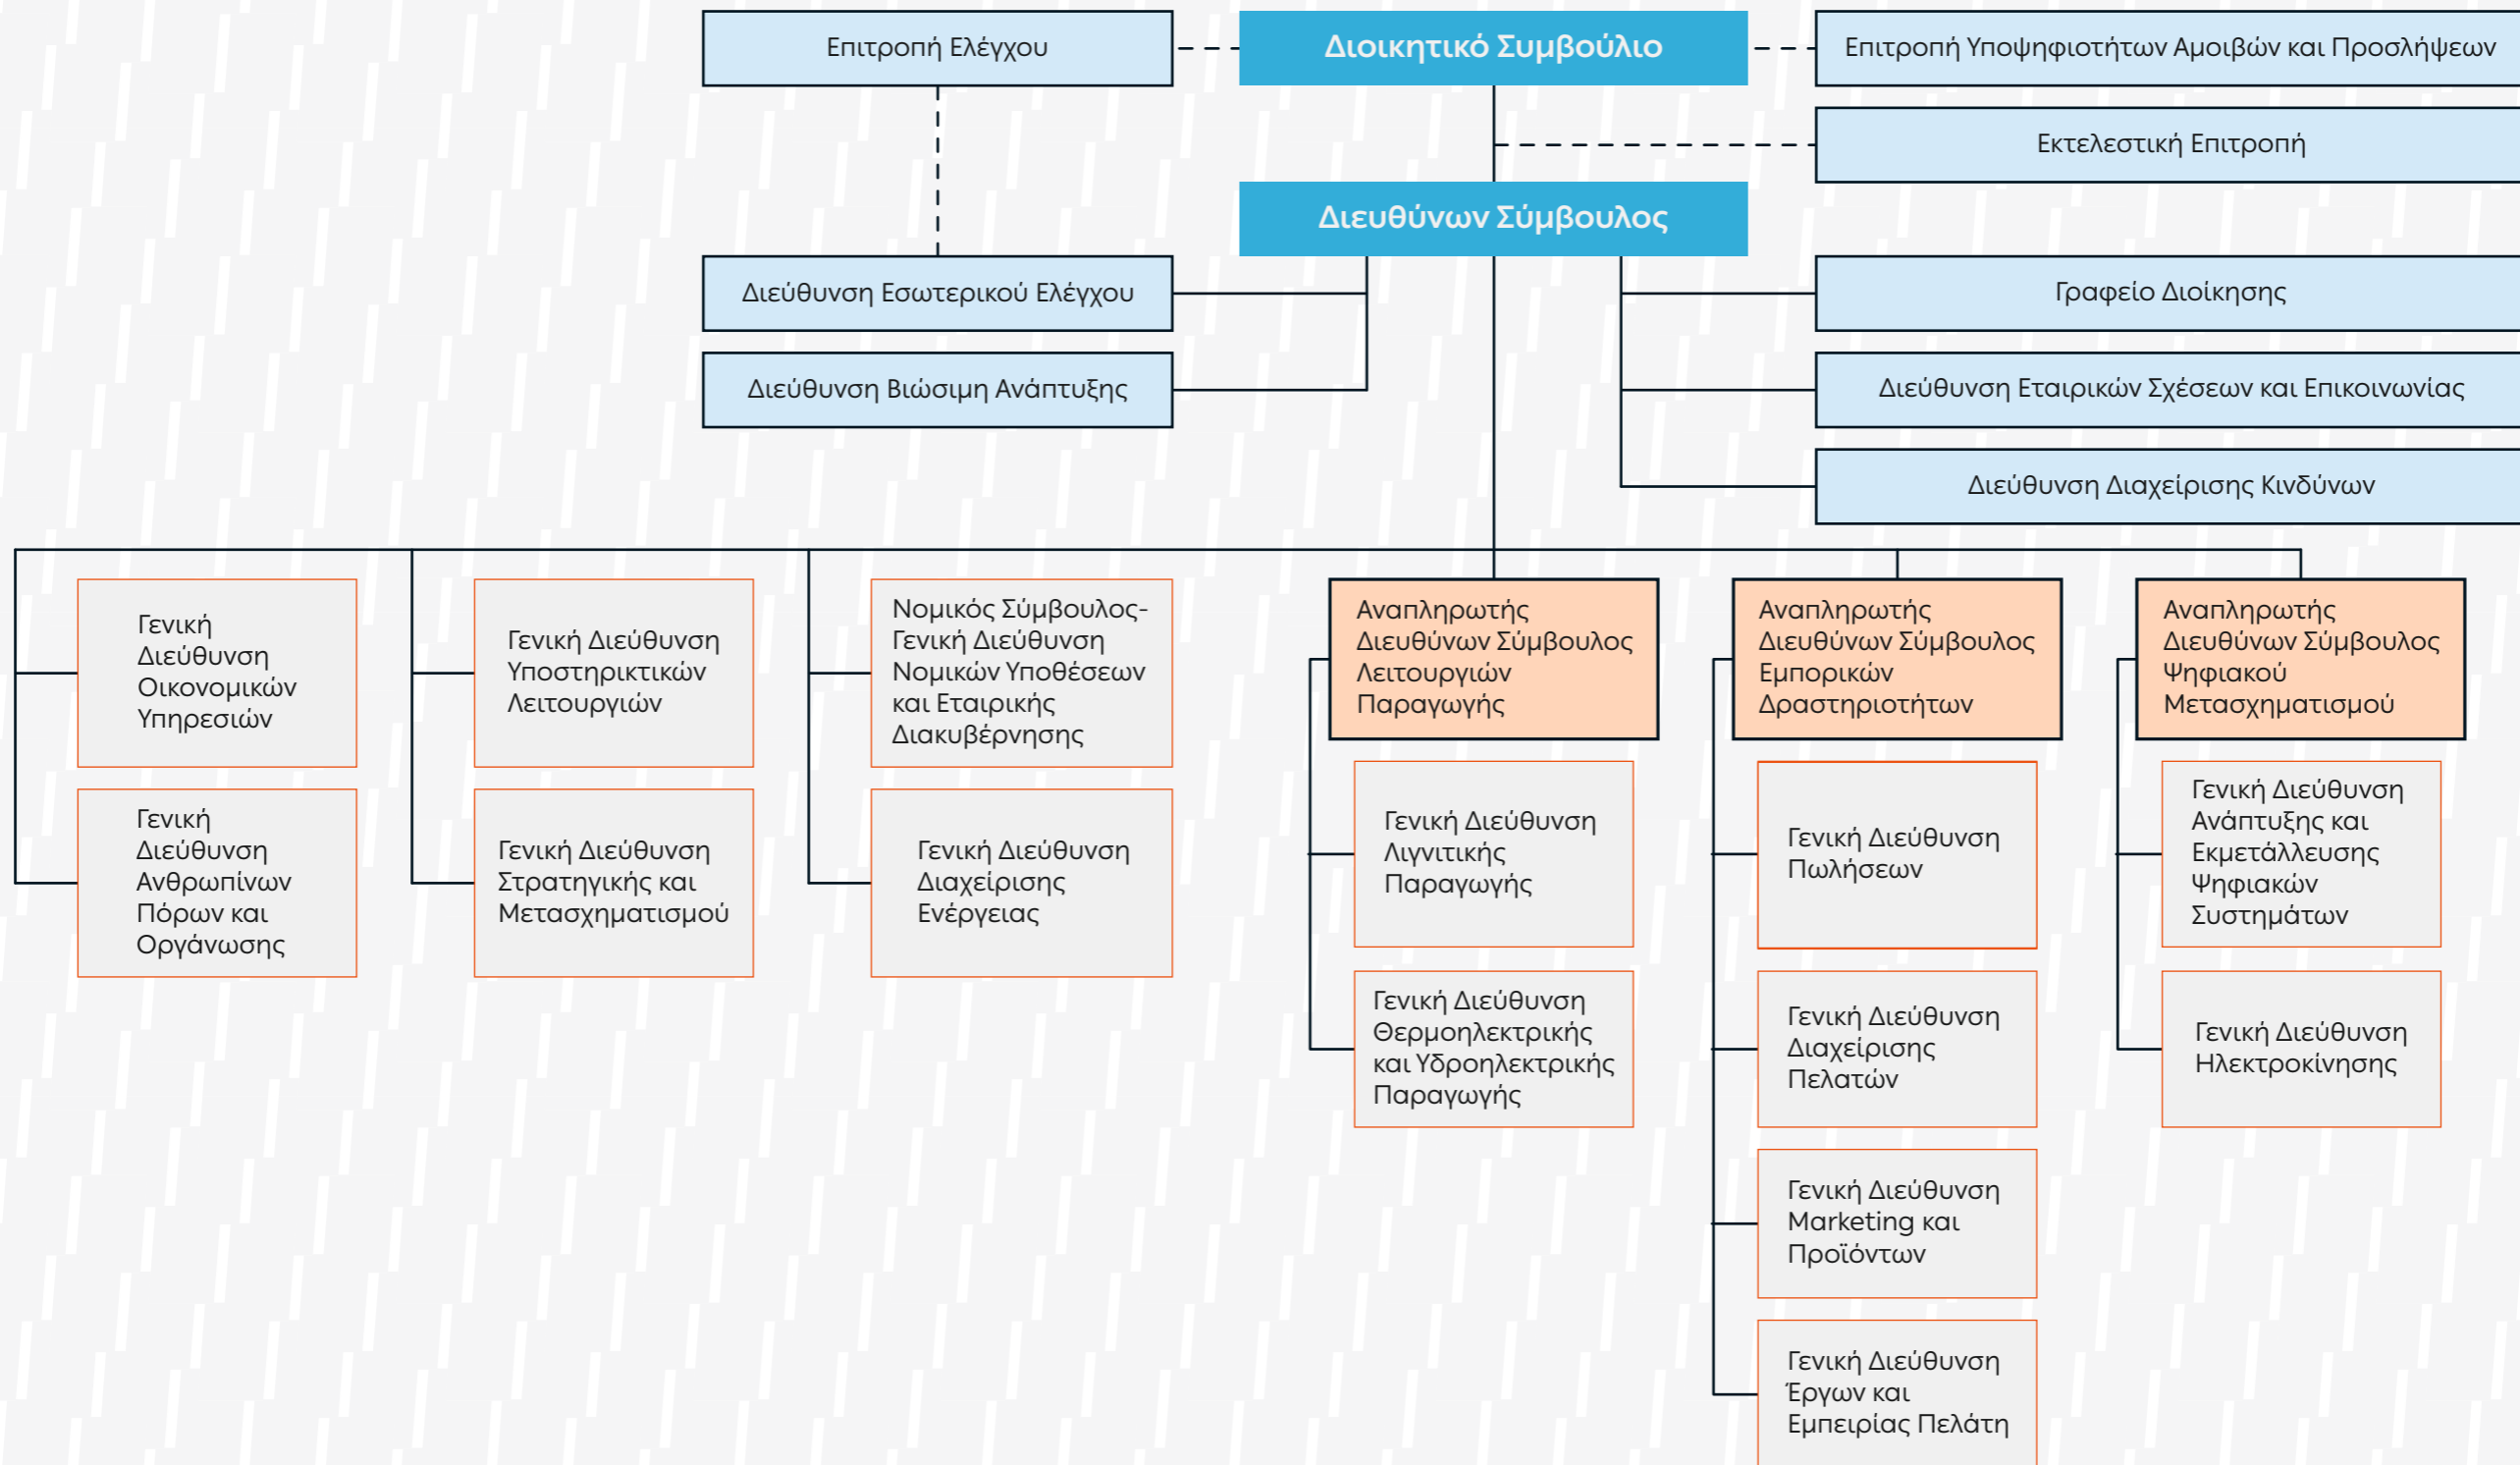 Επιτροπή Ελέγχου
Διοικητικό Συμβούλιο
Επιτροπή Υποψηφιοτήτων Αμοιβών και Προσλήψεων
Εκτελεστική Επιτροπή
Διευθύνων Σύμβουλος
Διεύθυνση Εσωτερικού Ελέγχου
Γραφείο Διοίκησης
Διεύθυνση Βιώσιμη Ανάπτυξης
Διεύθυνση Εταιρικών Σχέσεων και Επικοινωνίας
Διεύθυνση Διαχείρισης Κινδύνων
Γενική
Διεύθυνση
Οικονομικών
Υπηρεσιών
Γενική Διεύθυνση
Υποστηρικτικών
Λειτουργιών
Νομικός Σύμβουλος-
Γενική Διεύθυνση
Νομικών Υποθέσεων
και Εταιρικής
Διακυβέρνησης
Αναπληρωτής
Διευθύνων Σύμβουλος
Λειτουργιών
Παραγωγής
Αναπληρωτής
Διευθύνων Σύμβουλος
Εμπορικών
Δραστηριοτήτων
Αναπληρωτής
Διευθύνων Σύμβουλος
Ψηφιακού
Μετασχηματισμού
Γενική
Διεύθυνση
Ανθρωπίνων
Πόρων και
Οργάνωσης
Γενική Διεύθυνση
Στρατηγικής και
Μετασχηματισμού
Γενική Διεύθυνση
Διαχείρισης
Ενέργειας
Γενική Διεύθυνση
Λιγνιτικής
Παραγωγής
Γενική Διεύθυνση
Πωλήσεων
Γενική Διεύθυνση
Ανάπτυξης και
Εκμετάλλευσης
Ψηφιακών
Συστημάτων
Γενική Διεύθυνση
Θερμοηλεκτρικής
και Υδροηλεκτρικής
Παραγωγής
Γενική Διεύθυνση
Διαχείρισης
Πελατών
Γενική Διεύθυνση
Ηλεκτροκίνησης
Γενική Διεύθυνση
Marketing και
Προϊόντων
Γενική Διεύθυνση
Έργων και
Εμπειρίας Πελάτη